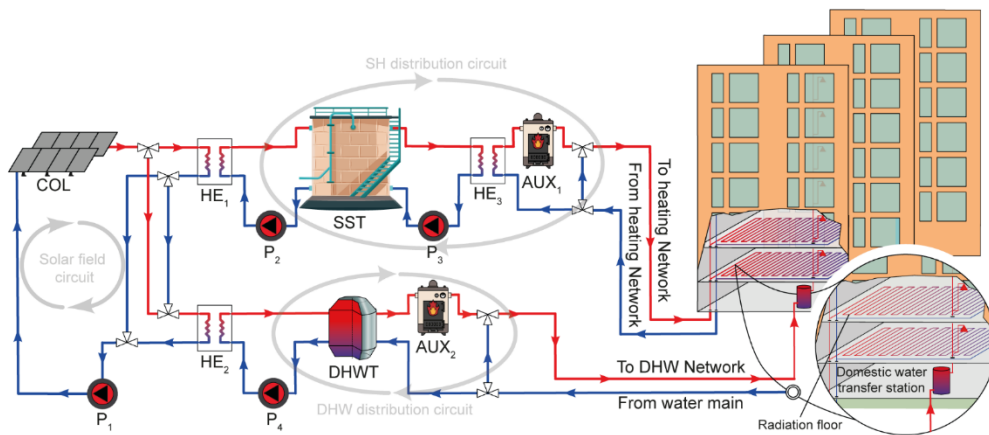 SH distribution circuit
COL
HE1
SST
HE3
AUX1
P2
P3
Solar field
circuit
To heating Network
From heating Network
HE2
DHWT
AUX2
P1
P4
DHW distribution circuit
To DHW Network
From water main
Domestic water
transfer station
Radiation floor